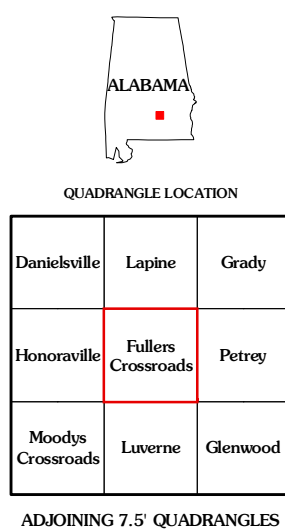 ALABAMA
QUADRANGLE LOCATION
Danielsville Lapine Grady
Honoraville Fullers Crossroads Petrey
Moodys Crossroads Luverne Glenwood
ADJOINING 7.5' QUADRANGLES